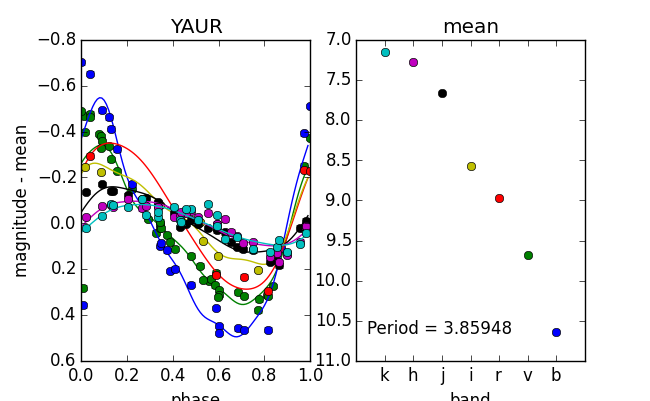 YAUR
mean
−0.8
−0.6
−0.4
−0.2
0.0
0.2
0.4
0.6
magnitude - mean
0.0 0.2 0.4 0.6 0.8 1.0
phase
7.0
7.5
8.0
8.5
9.0
9.5
10.0
10.5
11.0
Period = 3.85948
k h j i r v b
band